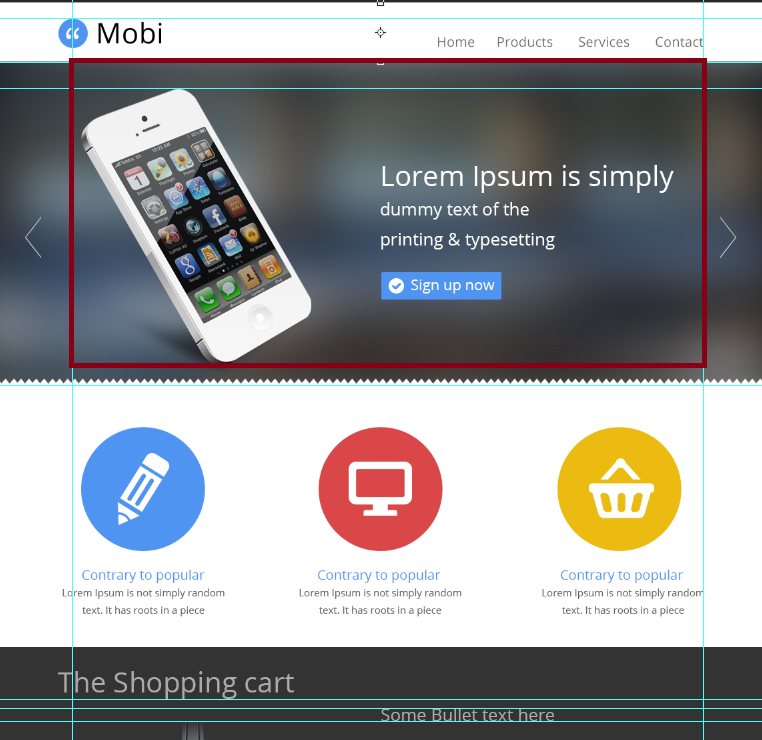 Mobi
Home Products Services Contact
Lorem Ipsum is simply
dummy text of the
printing & typesetting
Sign up now
Contrary to popular Contrary to popular Contrary to popular
Lorem Ipsum is not simply random Lorem Ipsum is not simply random Lorem Ipsum is not simply random
text. It has roots in a piece text. It has roots in a piece text. It has roots in a piece
The Shopping cart
Some Bullet text here